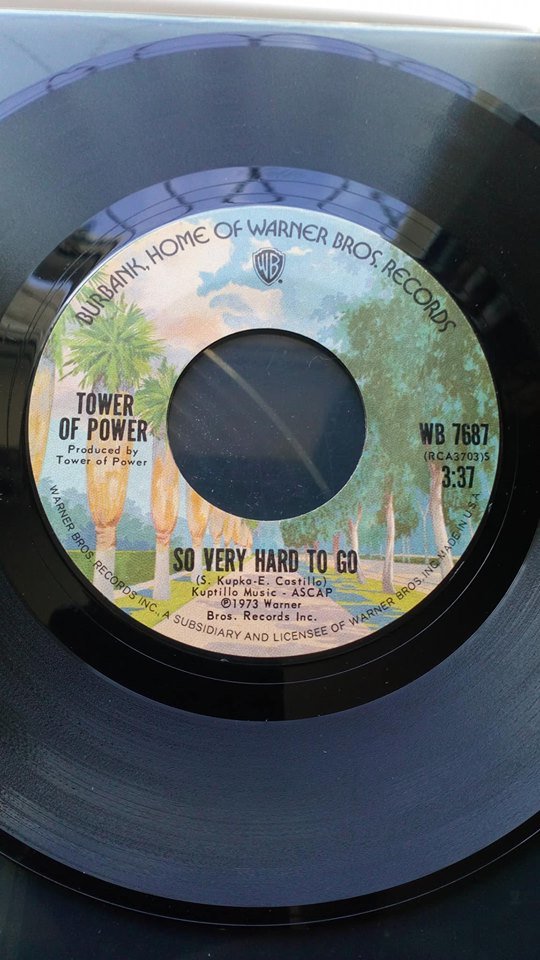 BURBANK, HOME OF WARNER BROS. RECORDS
WB
®
TOWER
OF POWER
Produced by
Tower of Power
WB 7687
(RCA3703)S
3:37
SO VERY HARD TO GO
(S. Kupka-E. Castillo)
Kuptillo Music - ASCAP
℗1973 Warner
Bros. Records Inc.
WARNER BROS. RECORDS INC., A SUBSIDIARY AND LICENSEE OF WARNER BROS. INC. MADE IN U.S.A.